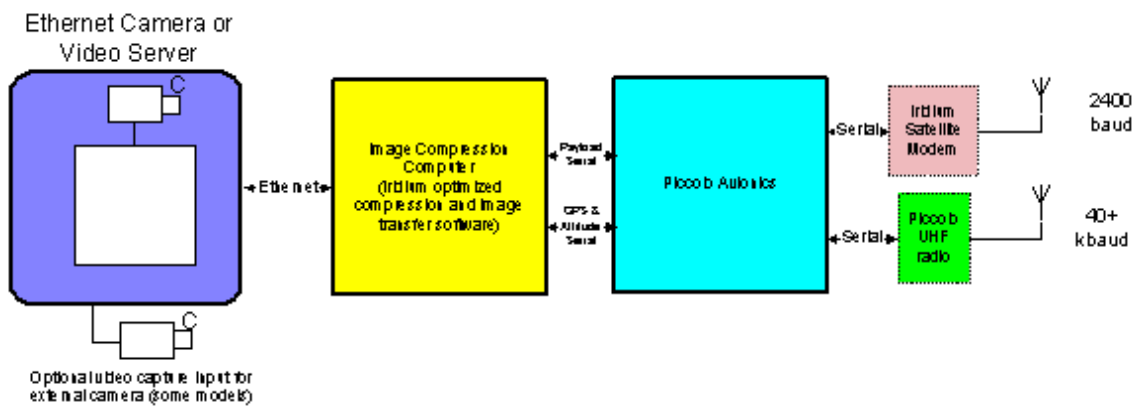 Ethernet Camera or
Video Server
C
C
Optional video capture input for
external camera (some models)
Ethernet
Image Compression
Computer
(Iridium optimized
compression and image
transfer software)
Payload
Serial
GPS &
Altitude
Serial
Piccolo Avionics
Serial
Iridium
Satellite
Modem
2400
baud
Serial
Piccolo
UHF
radio
40+
kbaud